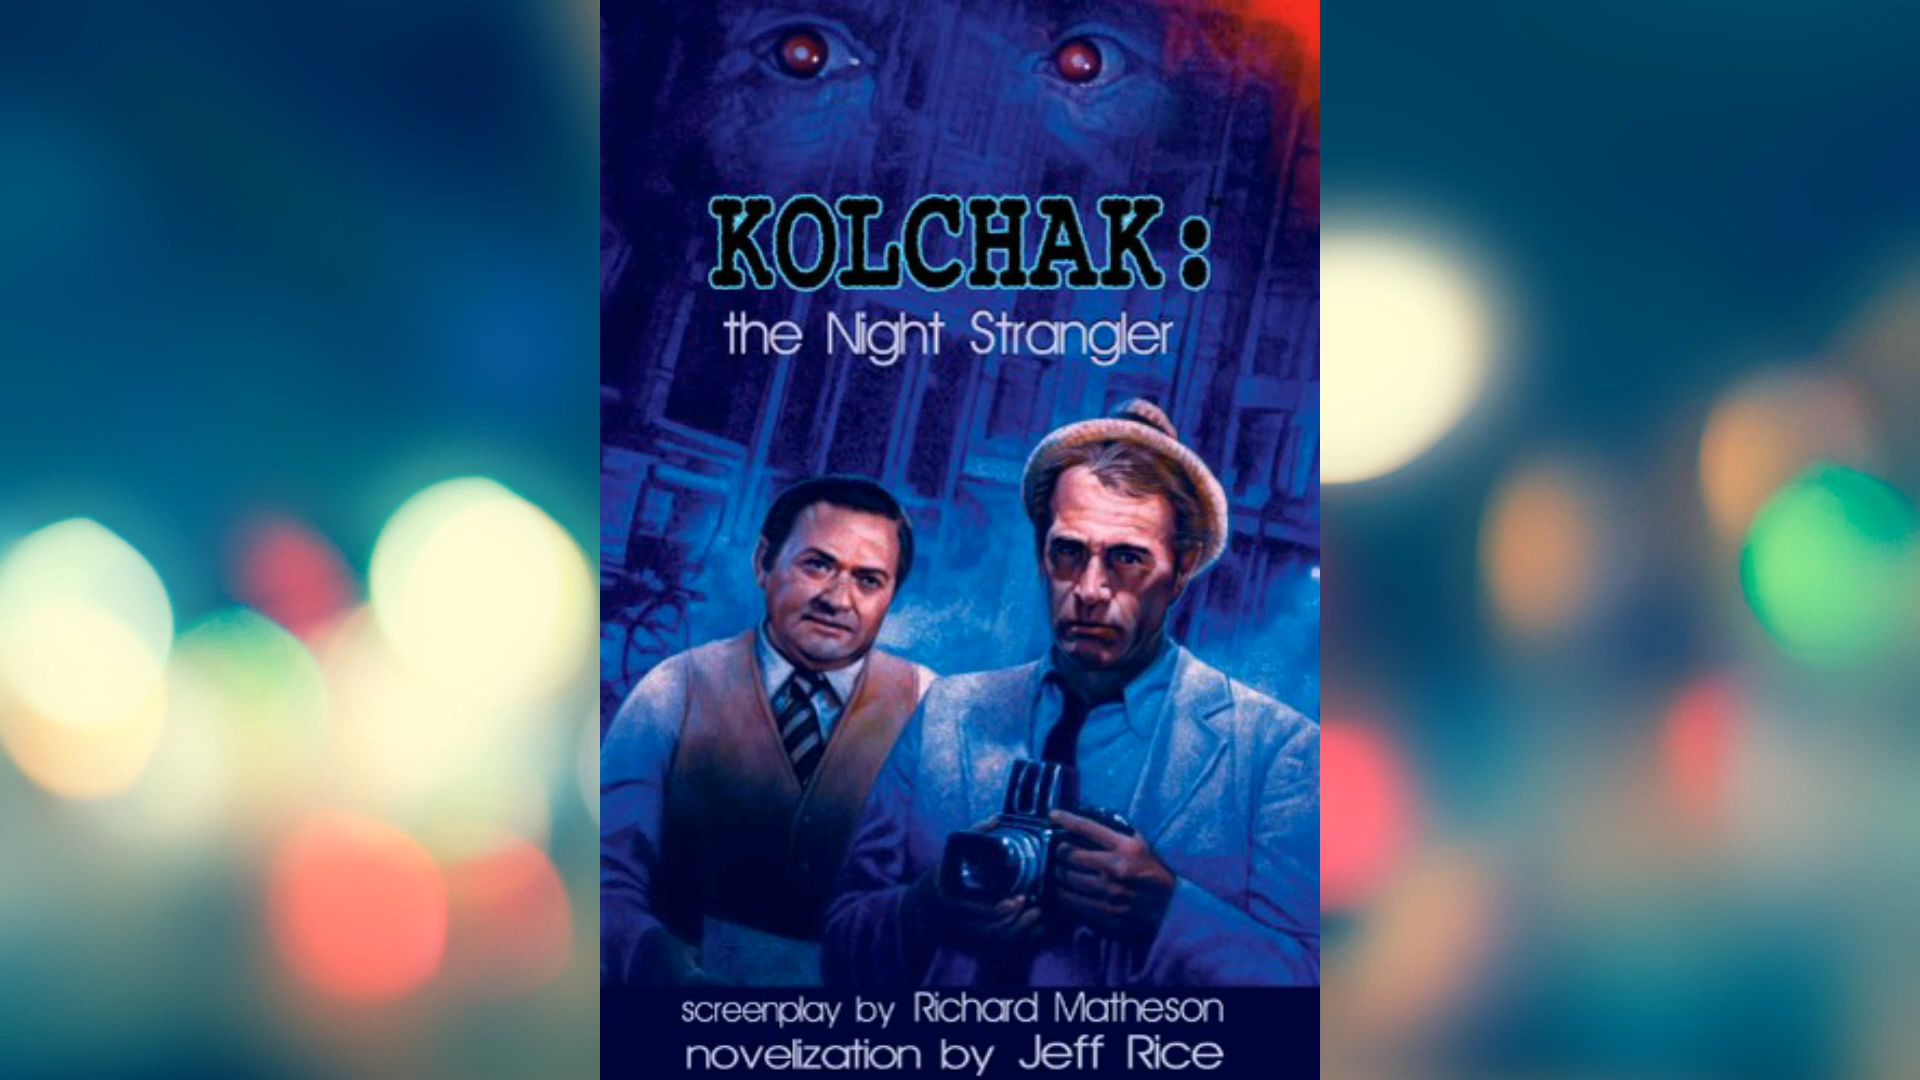 KOLCHAK:
the Night Strangler
screenplay by Richard Matheson
novelization by Jeff Rice